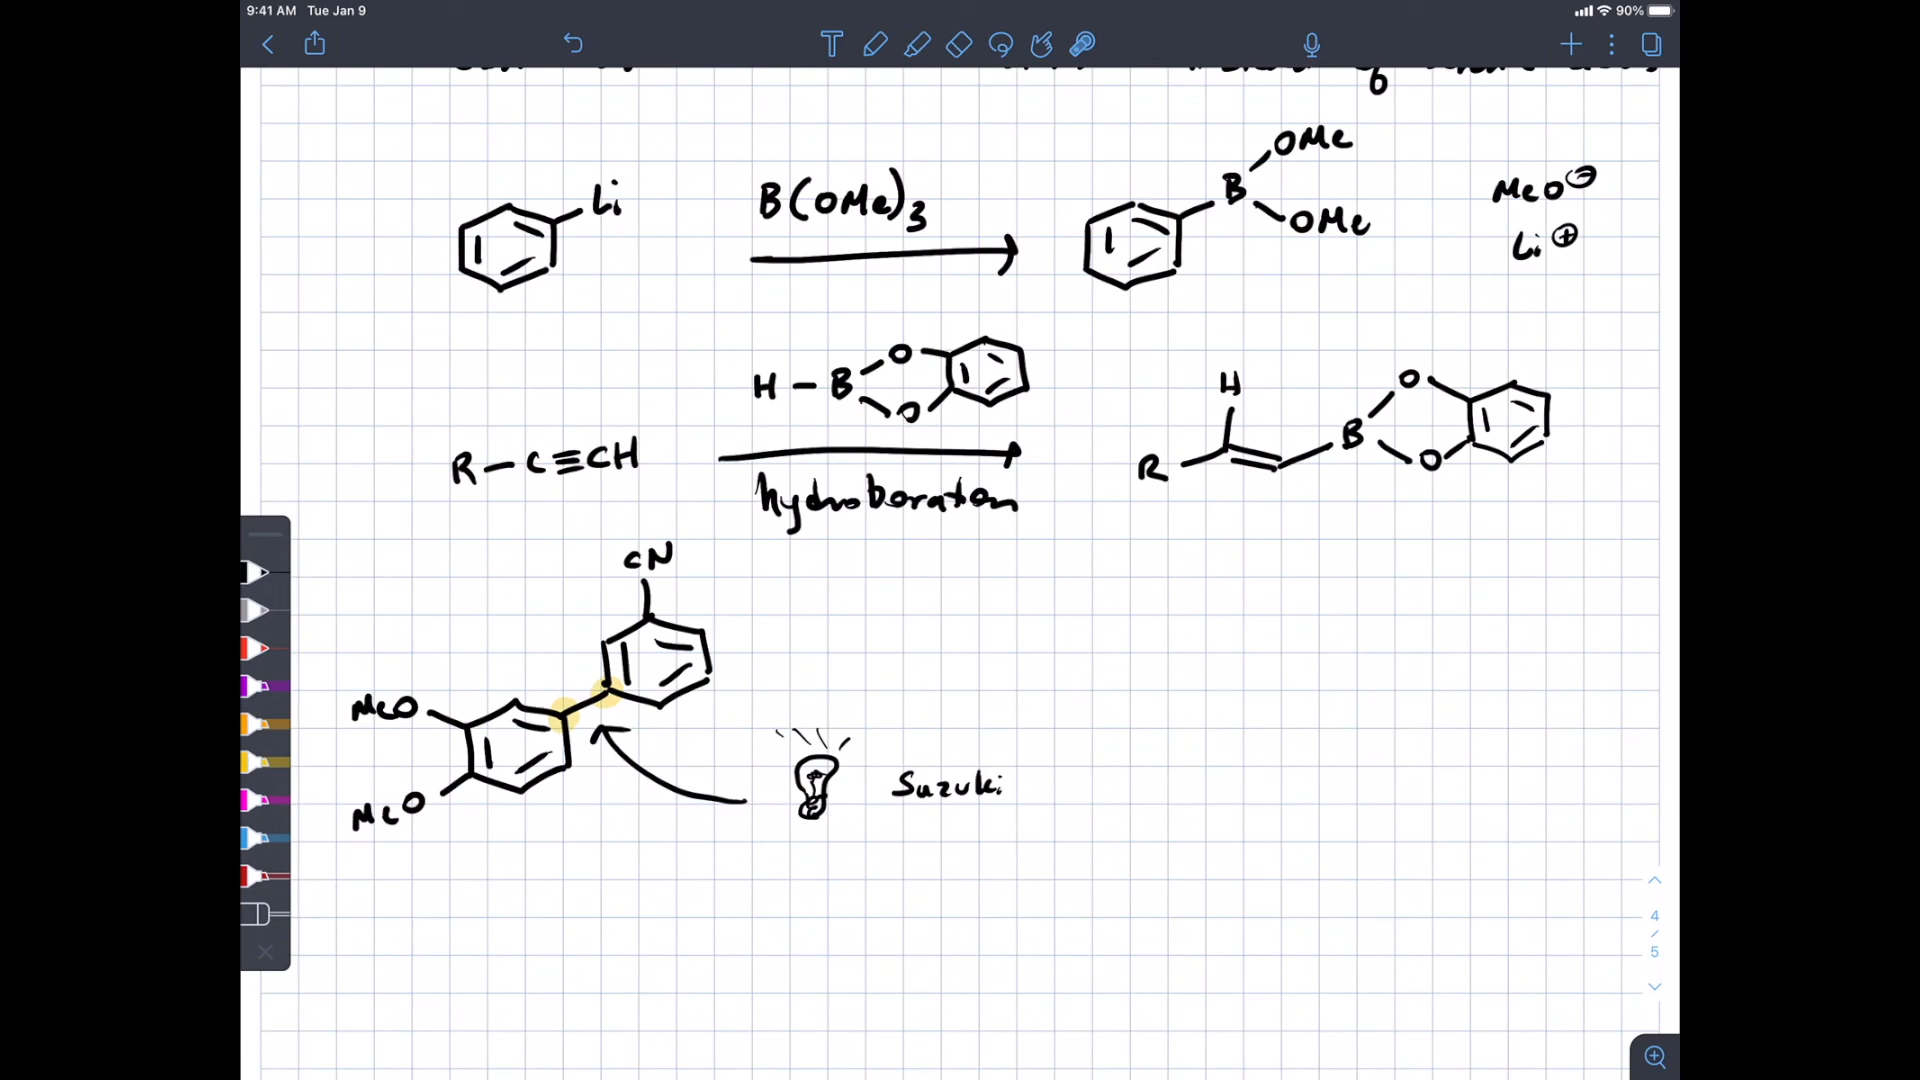 9:41 AM Tue Jan 9
90%
T
Li
B(OMe)3
B
OMe
OMe
MeO⊖
Li⊕
H – B
O
O
R – C≡CH
hydroboration
H
R
B
O
O
CN
MeO
MeO
Suzuki
4
/
5